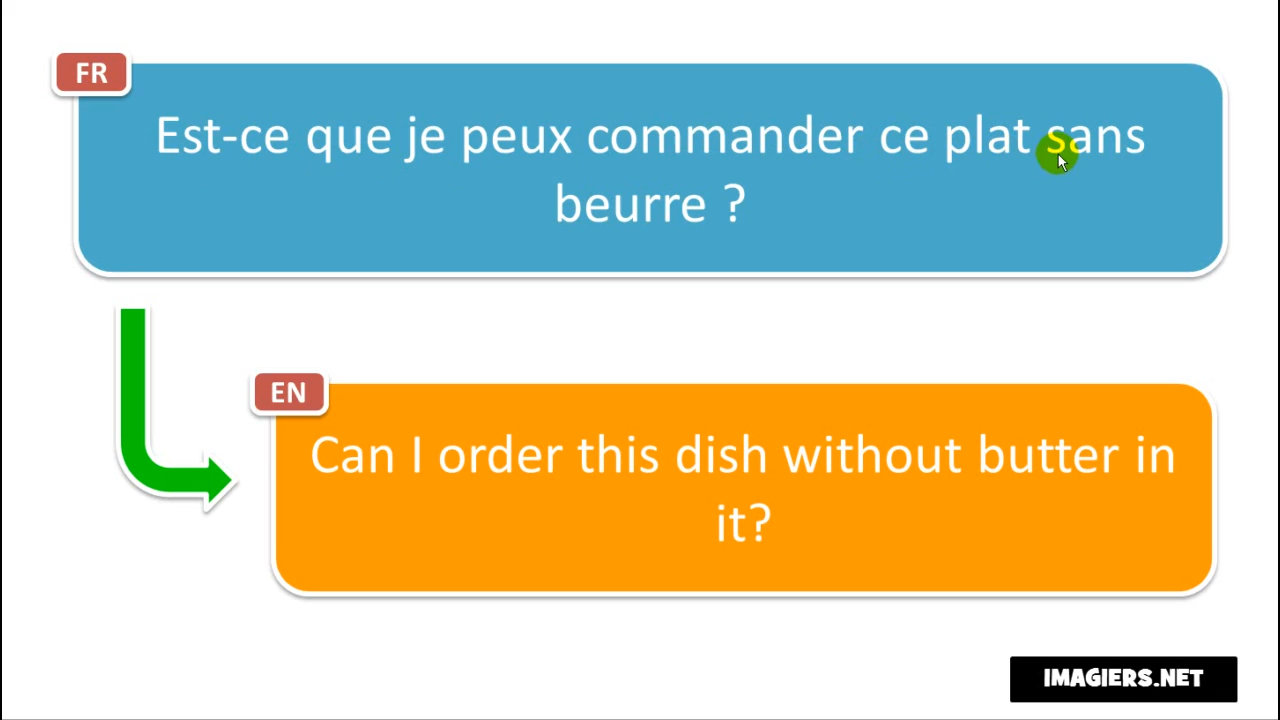 FR
Est-ce que je peux commander ce plat sans
beurre ?
EN
Can I order this dish without butter in
it?
IMAGIERS.NET